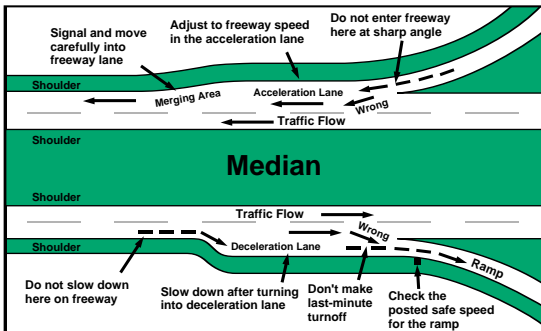 Signal and move
carefully into
freeway lane
Adjust to freeway speed
in the acceleration lane
Do not enter freeway
here at sharp angle
Shoulder
Merging Area
Acceleration Lane
Wrong
Traffic Flow
Shoulder
Median
Shoulder
Traffic Flow
Wrong
Shoulder
Deceleration Lane
Ramp
Do not slow down
here on freeway
Slow down after turning
into deceleration lane
Don't make
last-minute
turnoff
Check the
posted safe speed
for the ramp